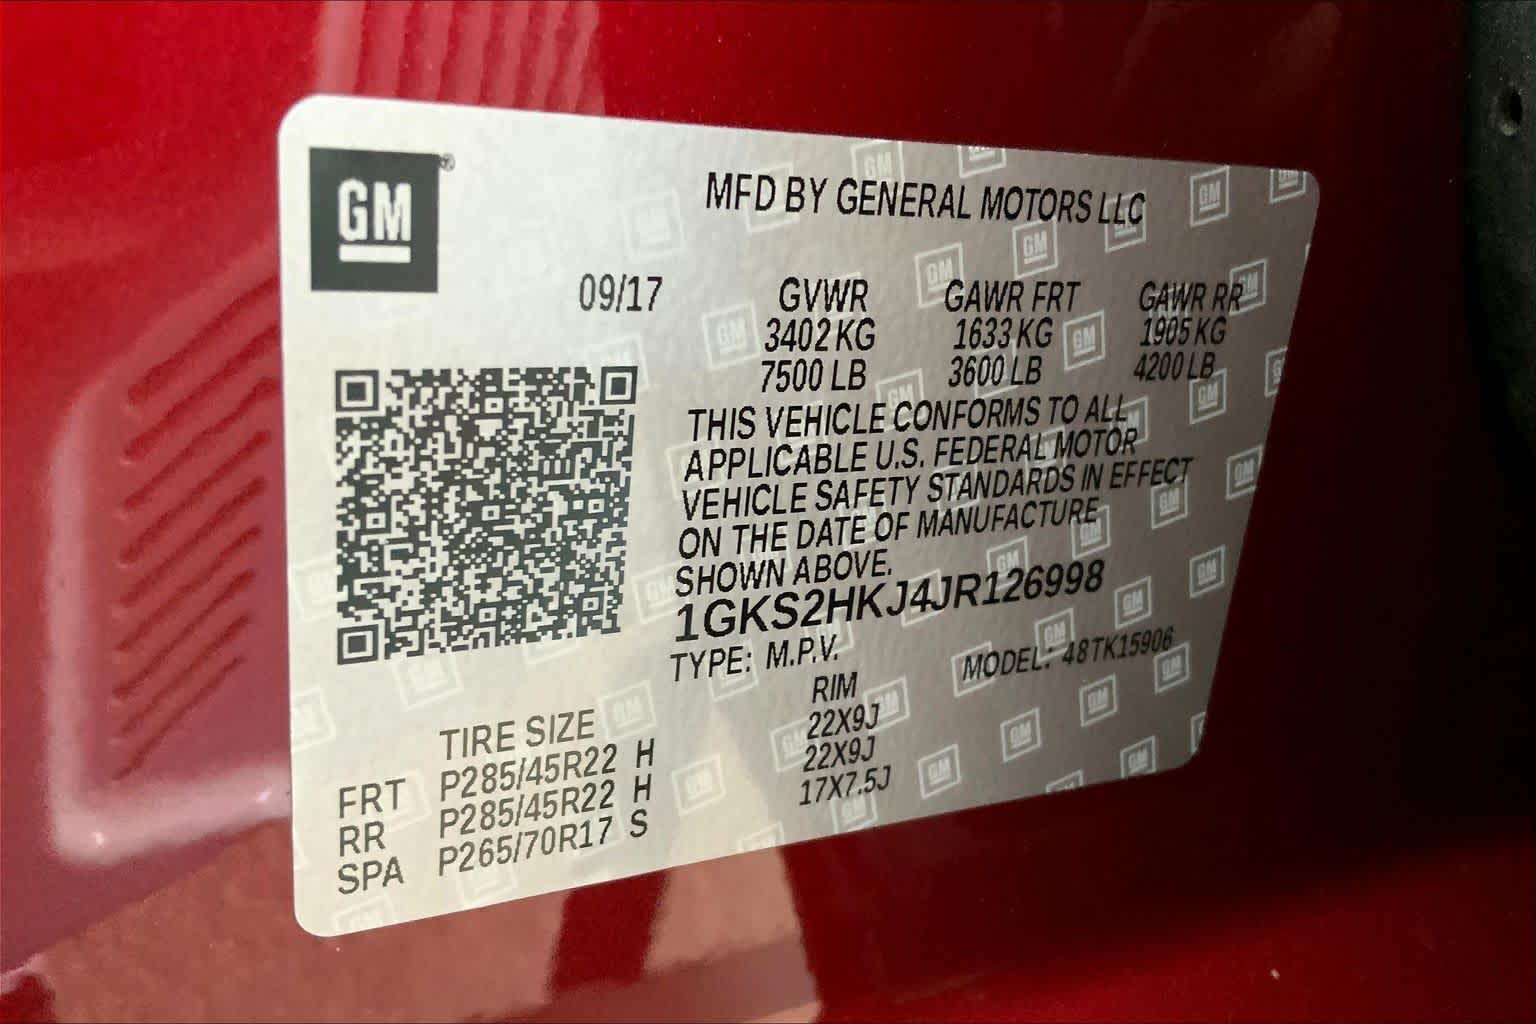 GM
MFD BY GENERAL MOTORS LLC
09/17
GVWR GAWR FRT GAWR RR
3402 KG 1633 KG 1905 KG
7500 LB 3600 LB 4200 LB
THIS VEHICLE CONFORMS TO ALL
APPLICABLE U.S. FEDERAL MOTOR
VEHICLE SAFETY STANDARDS IN EFFECT
ON THE DATE OF MANUFACTURE
SHOWN ABOVE.
1GKS2HKJ4JR126998
TYPE: M.P.V. MODEL: 48TK15906
TIRE SIZE RIM
FRT P285/45R22 H 22X9J
RR P285/45R22 H 22X9J
SPA P265/70R17 S 17X7.5J